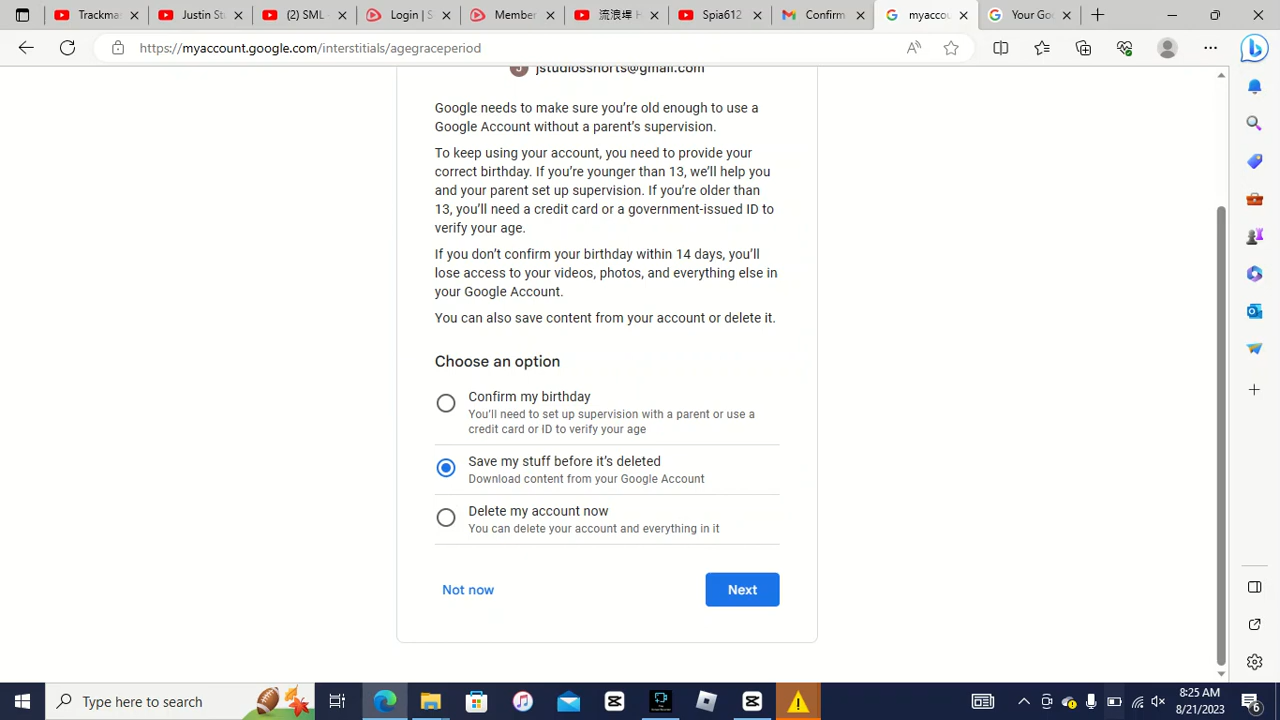 Trackmas
Justin St
(2) SML -
Login | S
Member
流浪埠 H
Spia612
Confirm
myaccou
Your Goo
https://myaccount.google.com/interstitials/agegraceperiod
jstudiosshorts@gmail.com
Google needs to make sure you're old enough to use a
Google Account without a parent's supervision.
To keep using your account, you need to provide your
correct birthday. If you're younger than 13, we'll help you
and your parent set up supervision. If you're older than
13, you'll need a credit card or a government-issued ID to
verify your age.
If you don't confirm your birthday within 14 days, you'll
lose access to your videos, photos, and everything else in
your Google Account.
You can also save content from your account or delete it.
Choose an option
Confirm my birthday
You'll need to set up supervision with a parent or use a
credit card or ID to verify your age
Save my stuff before it's deleted
Download content from your Google Account
Delete my account now
You can delete your account and everything in it
Not now
Next
Type here to search
8:25 AM
8/21/2023
6